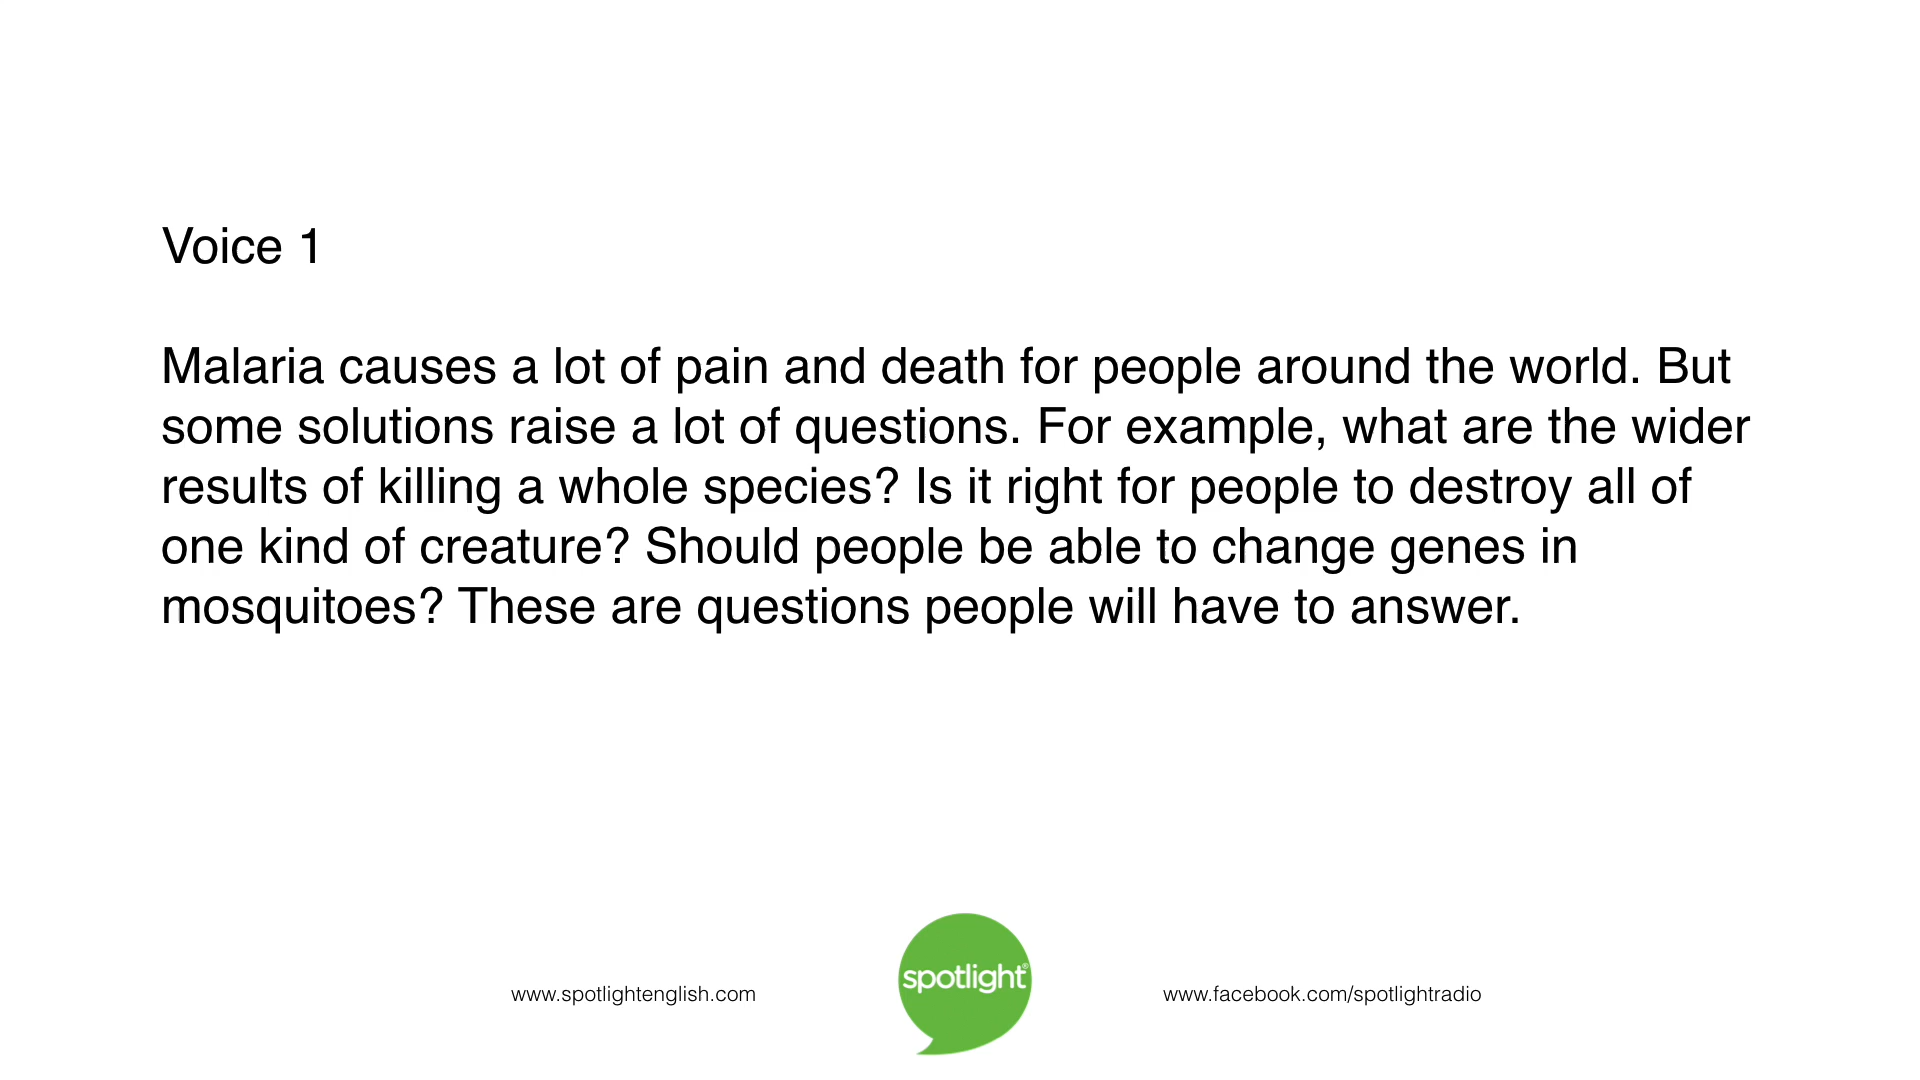 Voice 1
Malaria causes a lot of pain and death for people around the world. But
some solutions raise a lot of questions. For example, what are the wider
results of killing a whole species? Is it right for people to destroy all of
one kind of creature? Should people be able to change genes in
mosquitoes? These are questions people will have to answer.
www.spotlightenglish.com
spotlight®
www.facebook.com/spotlightradio